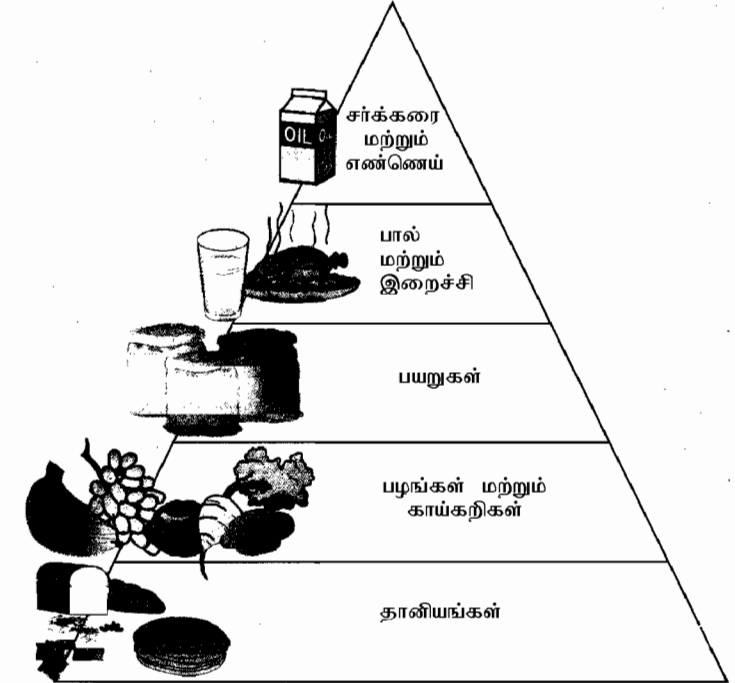 OIL
சர்க்கரை
மற்றும்
எண்ணெய்
பால்
மற்றும்
இறைச்சி
பயறுகள்
பழங்கள் மற்றும்
காய்கறிகள்
தானியங்கள்